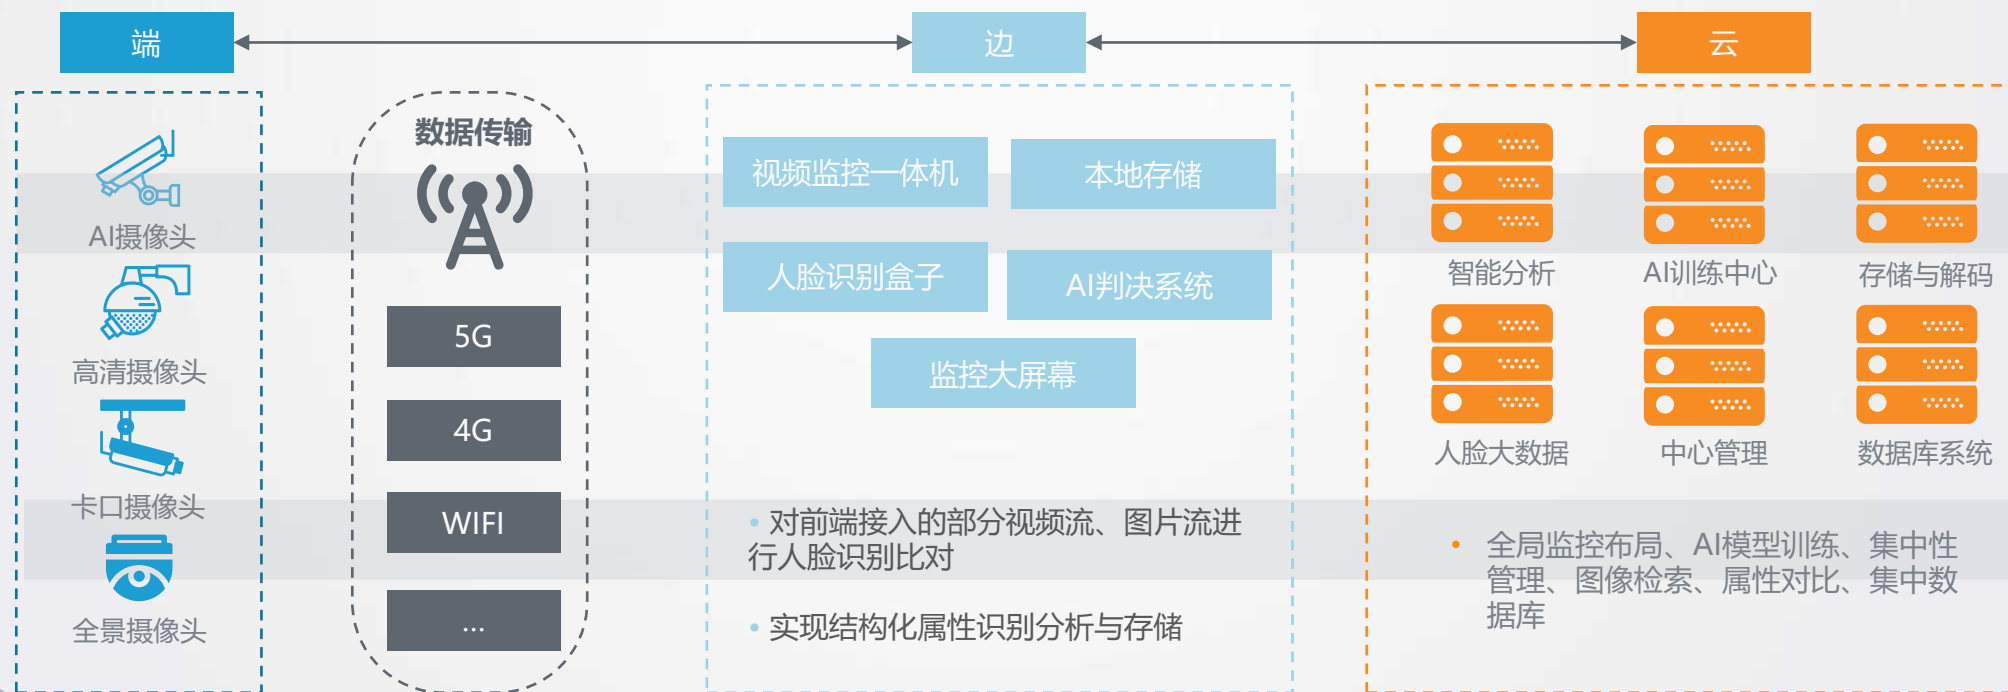 端
边
云
AI摄像头
高清摄像头
卡口摄像头
全景摄像头
数据传输
5G
4G
WIFI
...
视频监控一体机
本地存储
人脸识别盒子
AI判决系统
监控大屏幕
• 对前端接入的部分视频流、图片流进
行人脸识别比对
• 实现结构化属性识别分析与存储
智能分析
AI训练中心
存储与解码
人脸大数据
中心管理
数据库系统
• 全局监控布局、AI模型训练、集中性
管理、图像检索、属性对比、集中数
据库